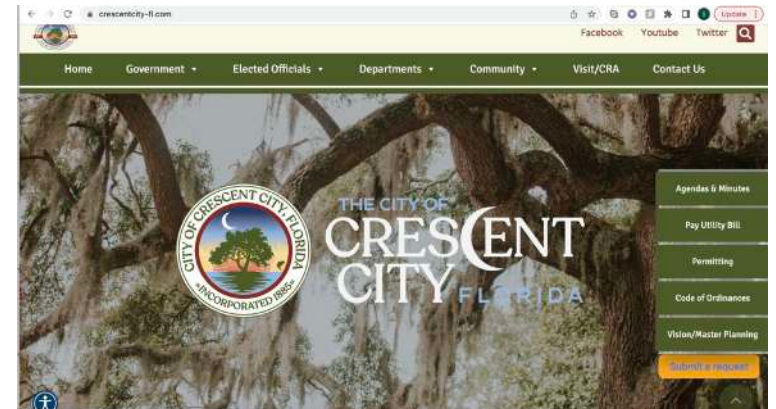 crescentcity-fl.com
Update
Facebook Youtube Twitter
Home Government Elected Officials Departments Community Visit/CRA Contact Us
CITY OF CRESCENT CITY, FLORIDA
INCORPORATED 1885
THE CITY OF
CRESCENT
CITY FLORIDA
Agendas & Minutes
Pay Utility Bill
Permitting
Code of Ordinances
Vision/Master Planning
Submit a request